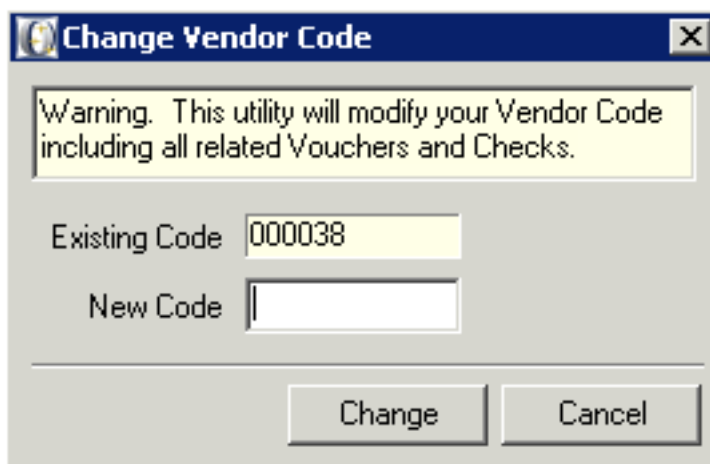 Change Vendor Code
Warning.  This utility will modify your Vendor Code
including all related Vouchers and Checks.
Existing Code 000038
New Code
Change Cancel